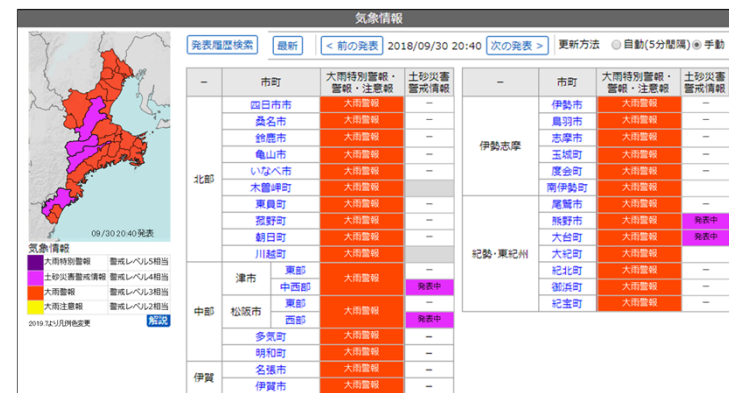 気象情報
発表履歴検索 最新 < 前の発表 2018/09/30 20:40 次の発表 > 更新方法 自動(5分間隔) 手動
09/30 20:40発表
気象情報
大雨特別警報 警戒レベル5相当
土砂災害警戒情報 警戒レベル4相当
大雨警報 警戒レベル3相当
大雨注意報 警戒レベル2相当
2019.7より凡例色変更 解説
− 市町 大雨特別警報・警報・注意報 土砂災害警戒情報
北部
四日市市 大雨警報 −
桑名市 大雨警報 −
鈴鹿市 大雨警報 −
亀山市 大雨警報 −
いなべ市 大雨警報 −
木曽岬町 大雨警報
東員町 大雨警報 −
菰野町 大雨警報 −
朝日町 大雨警報 −
川越町 大雨警報
中部
津市 東部 大雨警報 −
中西部 発表中
松阪市 東部 大雨警報 −
西部 発表中
多気町 大雨警報 −
明和町 大雨警報 −
伊賀
名張市 大雨警報 −
伊賀市 大雨警報 −
− 市町 大雨特別警報・警報・注意報 土砂災害警戒情報
伊勢志摩
伊勢市 大雨警報 −
鳥羽市 大雨警報 −
志摩市 大雨警報 −
玉城町 大雨警報 −
度会町 大雨警報 −
南伊勢町 大雨警報 −
紀勢・東紀州
尾鷲市 大雨警報 −
熊野市 大雨警報 発表中
大台町 大雨警報 発表中
大紀町 大雨警報 −
紀北町 大雨警報 −
御浜町 大雨警報 −
紀宝町 大雨警報 −